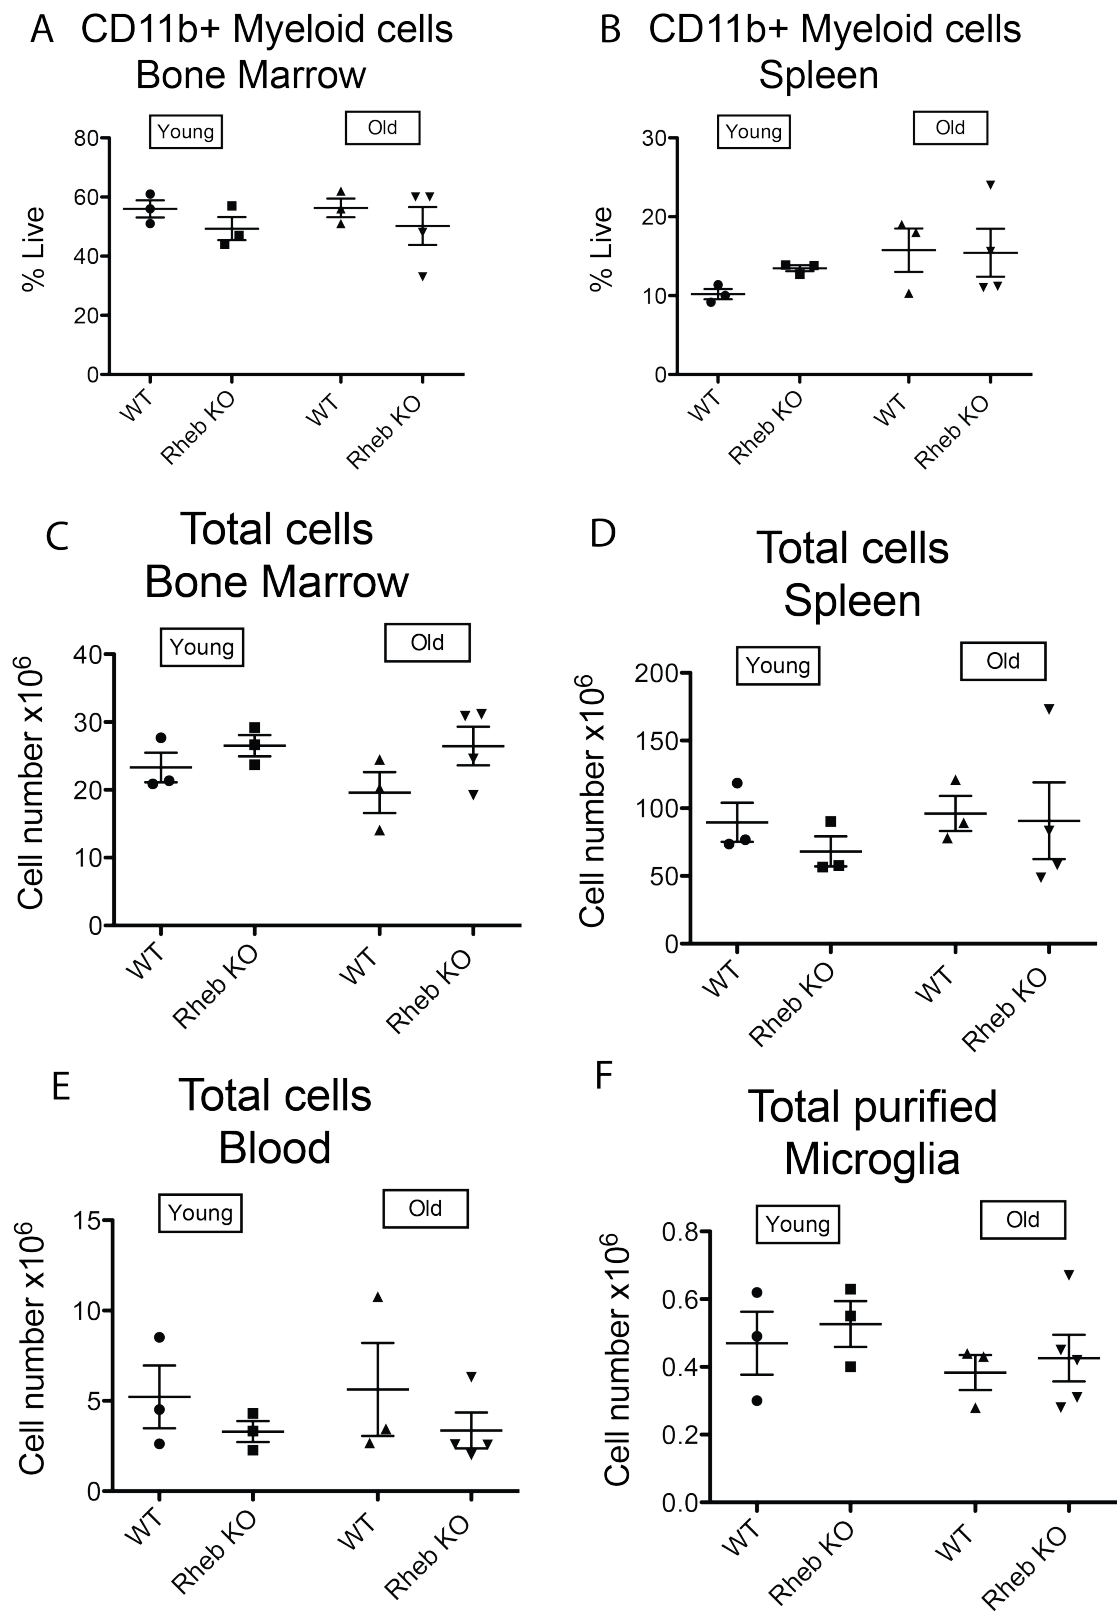 A CD11b+ Myeloid cells
Bone Marrow
Young
Old
80
60
40
20
0
% Live
WT
Rheb KO
WT
Rheb KO
B CD11b+ Myeloid cells
Spleen
Young
Old
30
20
10
0
% Live
WT
Rheb KO
WT
Rheb KO
C Total cells
Bone Marrow
Young
Old
40
30
20
10
0
Cell number x10⁶
WT
Rheb KO
WT
Rheb KO
D Total cells
Spleen
Young
Old
200
150
100
50
0
Cell number x10⁶
WT
Rheb KO
WT
Rheb KO
E Total cells
Blood
Young
Old
15
10
5
0
Cell number x10⁶
WT
Rheb KO
WT
Rheb KO
F Total purified
Microglia
Young
Old
0.8
0.6
0.4
0.2
0.0
Cell number x10⁶
WT
Rheb KO
WT
Rheb KO